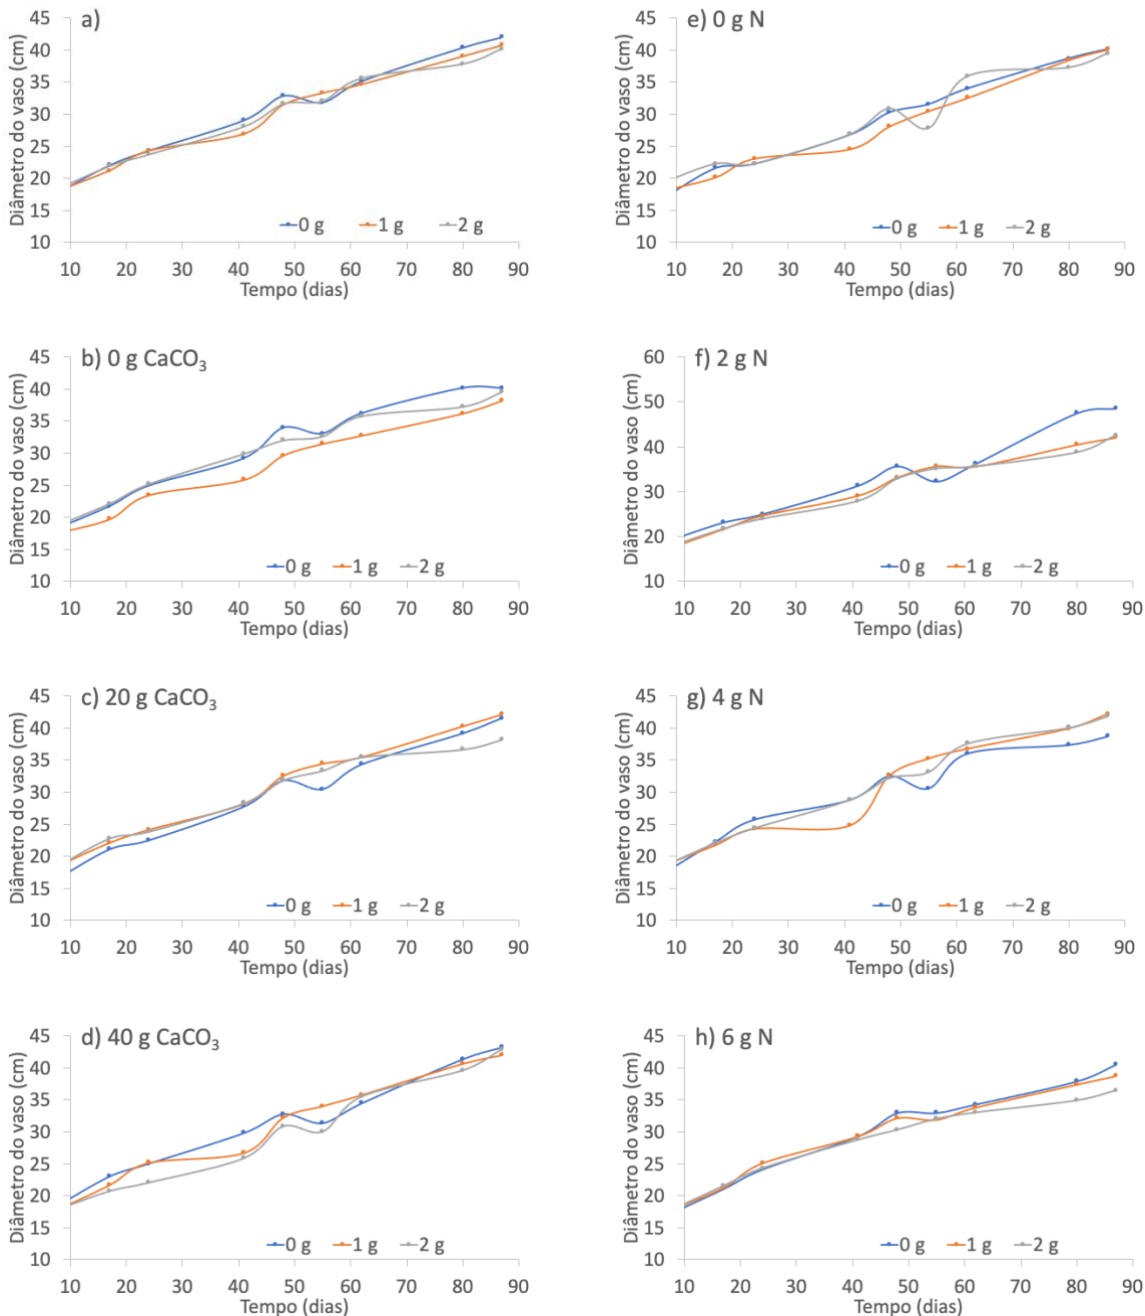 a)
Diâmetro do vaso (cm)
45
40
35
30
25
20
15
10
0 g 1 g 2 g
10 20 30 40 50 60 70 80 90
Tempo (dias)
e) 0 g N
Diâmetro do vaso (cm)
45
40
35
30
25
20
15
10
0 g 1 g 2 g
10 20 30 40 50 60 70 80 90
Tempo (dias)
b) 0 g CaCO₃
Diâmetro do vaso (cm)
45
40
35
30
25
20
15
10
0 g 1 g 2 g
10 20 30 40 50 60 70 80 90
Tempo (dias)
f) 2 g N
Diâmetro do vaso (cm)
60
50
40
30
20
10
0 g 1 g 2 g
10 20 30 40 50 60 70 80 90
Tempo (dias)
c) 20 g CaCO₃
Diâmetro do vaso (cm)
45
40
35
30
25
20
15
10
0 g 1 g 2 g
10 20 30 40 50 60 70 80 90
Tempo (dias)
g) 4 g N
Diâmetro do vaso (cm)
45
40
35
30
25
20
15
10
0 g 1 g 2 g
10 20 30 40 50 60 70 80 90
Tempo (dias)
d) 40 g CaCO₃
Diâmetro do vaso (cm)
45
40
35
30
25
20
15
10
0 g 1 g 2 g
10 20 30 40 50 60 70 80 90
Tempo (dias)
h) 6 g N
Diâmetro do vaso (cm)
45
40
35
30
25
20
15
10
0 g 1 g 2 g
10 20 30 40 50 60 70 80 90
Tempo (dias)